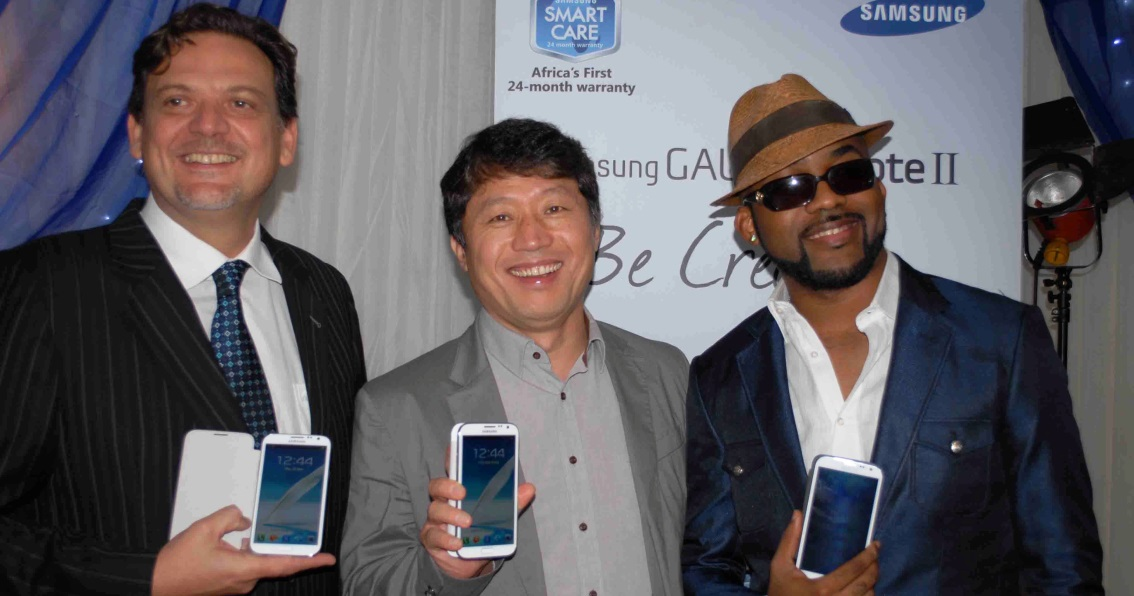 SAMSUNG
SMART
CARE
24 month warranty
Africa's First
24-month warranty
SAMSUNG
sung GAL ote II
Be Cre
12:44
12:44